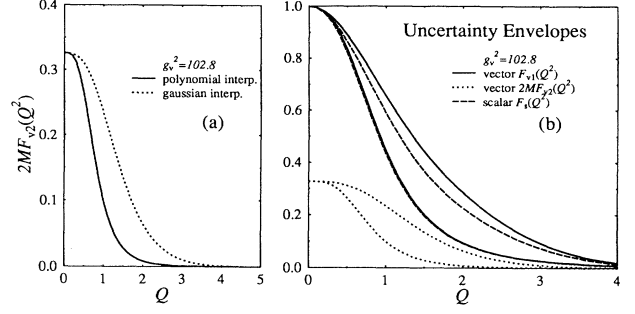 0.4
0.3
0.2
0.1
0.0
2MF_v2(Q^2)
g_v^2=102.8
polynomial interp.
gaussian interp.
(a)
0 1 2 3 4 5
Q
1.0
0.8
0.6
0.4
0.2
0.0
Uncertainty Envelopes
g_v^2=102.8
vector F_v1(Q^2)
vector 2MF_v2(Q^2)
scalar F_s(Q^2)
(b)
0 1 2 3 4
Q